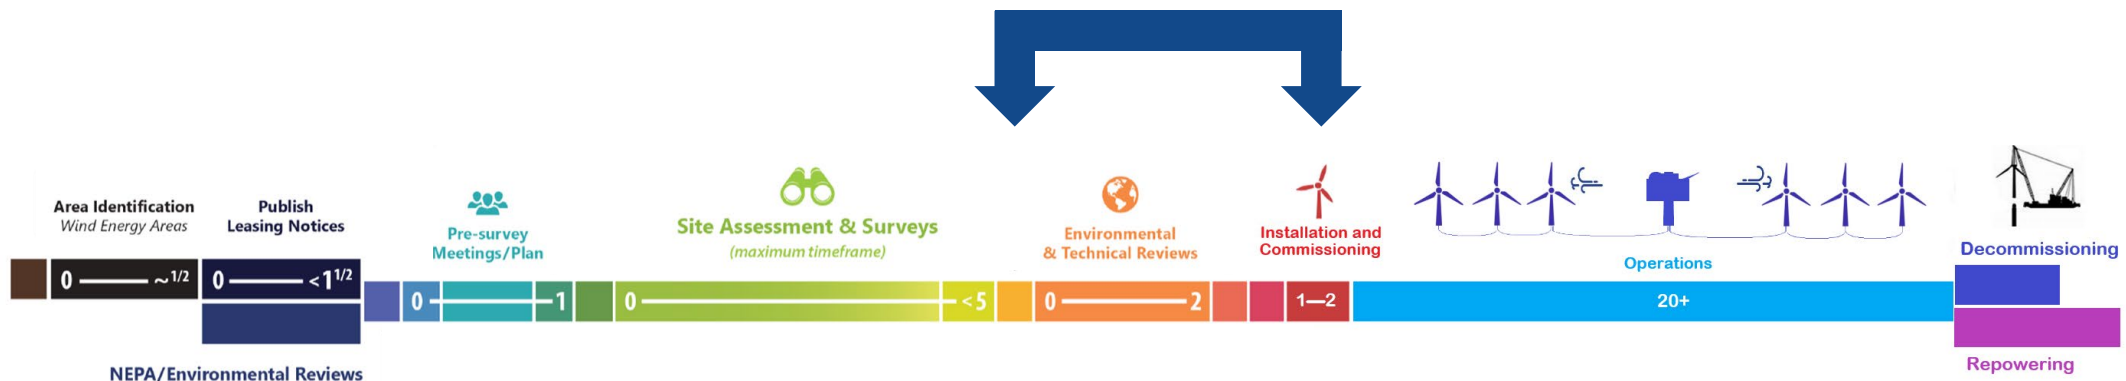 Area Identification
Wind Energy Areas
0 ~1/2
Publish
Leasing Notices
0 <1 1/2
NEPA/Environmental Reviews
Pre-survey
Meetings/Plan
0 1
Site Assessment & Surveys
(maximum timeframe)
0 <5
Environmental
& Technical Reviews
0 2
Installation and
Commissioning
1—2
Operations
20+
Decommissioning
Repowering